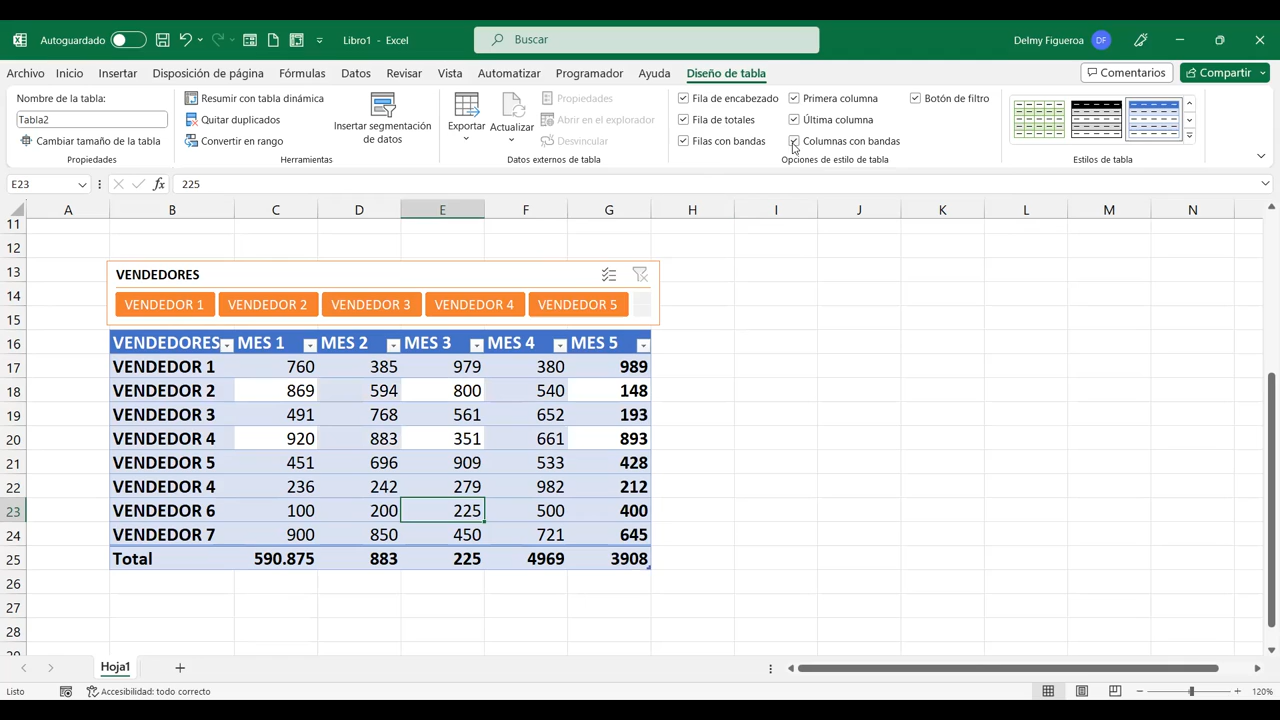 Autoguardado
Libro1 - Excel
Buscar
Delmy Figueroa DF
Archivo Inicio Insertar Disposición de página Fórmulas Datos Revisar Vista Automatizar Programador Ayuda Diseño de tabla Comentarios Compartir
Nombre de la tabla:
Tabla2
Cambiar tamaño de la tabla
Propiedades
Resumir con tabla dinámica
Quitar duplicados
Convertir en rango
Insertar segmentación
de datos
Herramientas
Exportar
Actualizar
Propiedades
Abrir en el explorador
Desvincular
Datos externos de tabla
Fila de encabezado Primera columna Botón de filtro
Fila de totales Última columna
Filas con bandas Columnas con bandas
Opciones de estilo de tabla
Estilos de tabla
E23 fx 225
A B C D E F G H I J K L M N
11
12
13 VENDEDORES
14 VENDEDOR 1 VENDEDOR 2 VENDEDOR 3 VENDEDOR 4 VENDEDOR 5
15
16 VENDEDORES MES 1 MES 2 MES 3 MES 4 MES 5
17 VENDEDOR 1 760 385 979 380 989
18 VENDEDOR 2 869 594 800 540 148
19 VENDEDOR 3 491 768 561 652 193
20 VENDEDOR 4 920 883 351 661 893
21 VENDEDOR 5 451 696 909 533 428
22 VENDEDOR 4 236 242 279 982 212
23 VENDEDOR 6 100 200 225 500 400
24 VENDEDOR 7 900 850 450 721 645
25 Total 590.875 883 225 4969 3908
26
27
28
Hoja1
Listo
Accesibilidad: todo correcto
120%